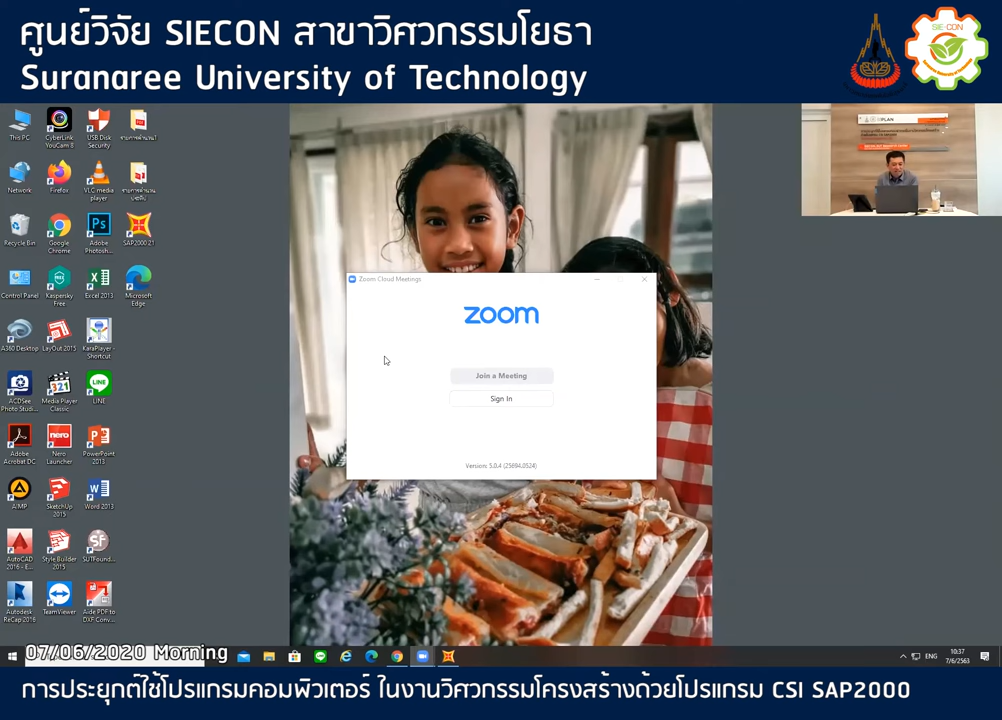 ศูนย์วิจัย SIECON สาขาวิศวกรรมโยธา
Suranaree University of Technology
SIE-CON
This PC
CyberLink YouCam 8
USB Disk Security
Network
Firefox
VLC media player
Recycle Bin
Google Chrome
Adobe Photosh...
SAP2000 21
Control Panel
Kaspersky Free
Excel 2013
Microsoft Edge
A360 Desktop
LayOut 2015
KaraPlayer - Shortcut
ACDSee Photo Studi...
Media Player Classic
LINE
Adobe Acrobat DC
Nero Launcher
PowerPoint 2013
AIMP
SketchUp 2015
Word 2013
AutoCAD 2016 - E...
Style Builder 2015
SUTFound...
Autodesk ReCap 2016
TeamViewer
Aide PDF to DXF Conv...
Zoom Cloud Meetings
zoom
Join a Meeting
Sign In
Version: 5.0.4 (25694.0524)
07/06/2020 Morning
ENG
10:37
7/6/2563
การประยุกต์ใช้โปรแกรมคอมพิวเตอร์ ในงานวิศวกรรมโครงสร้างด้วยโปรแกรม CSI SAP2000